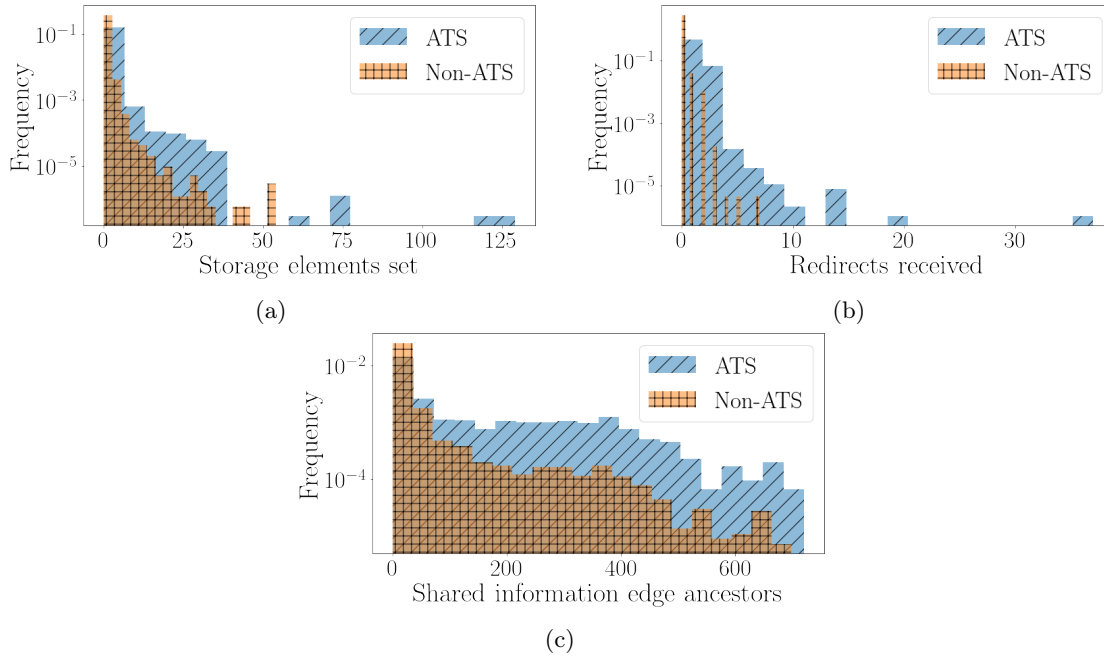 10^{-1}
10^{-3}
10^{-5}
Frequency
ATS
Non-ATS
0 25 50 75 100 125
Storage elements set
(a)
10^{-1}
10^{-3}
10^{-5}
Frequency
ATS
Non-ATS
0 10 20 30
Redirects received
(b)
10^{-2}
10^{-4}
Frequency
ATS
Non-ATS
0 200 400 600
Shared information edge ancestors
(c)